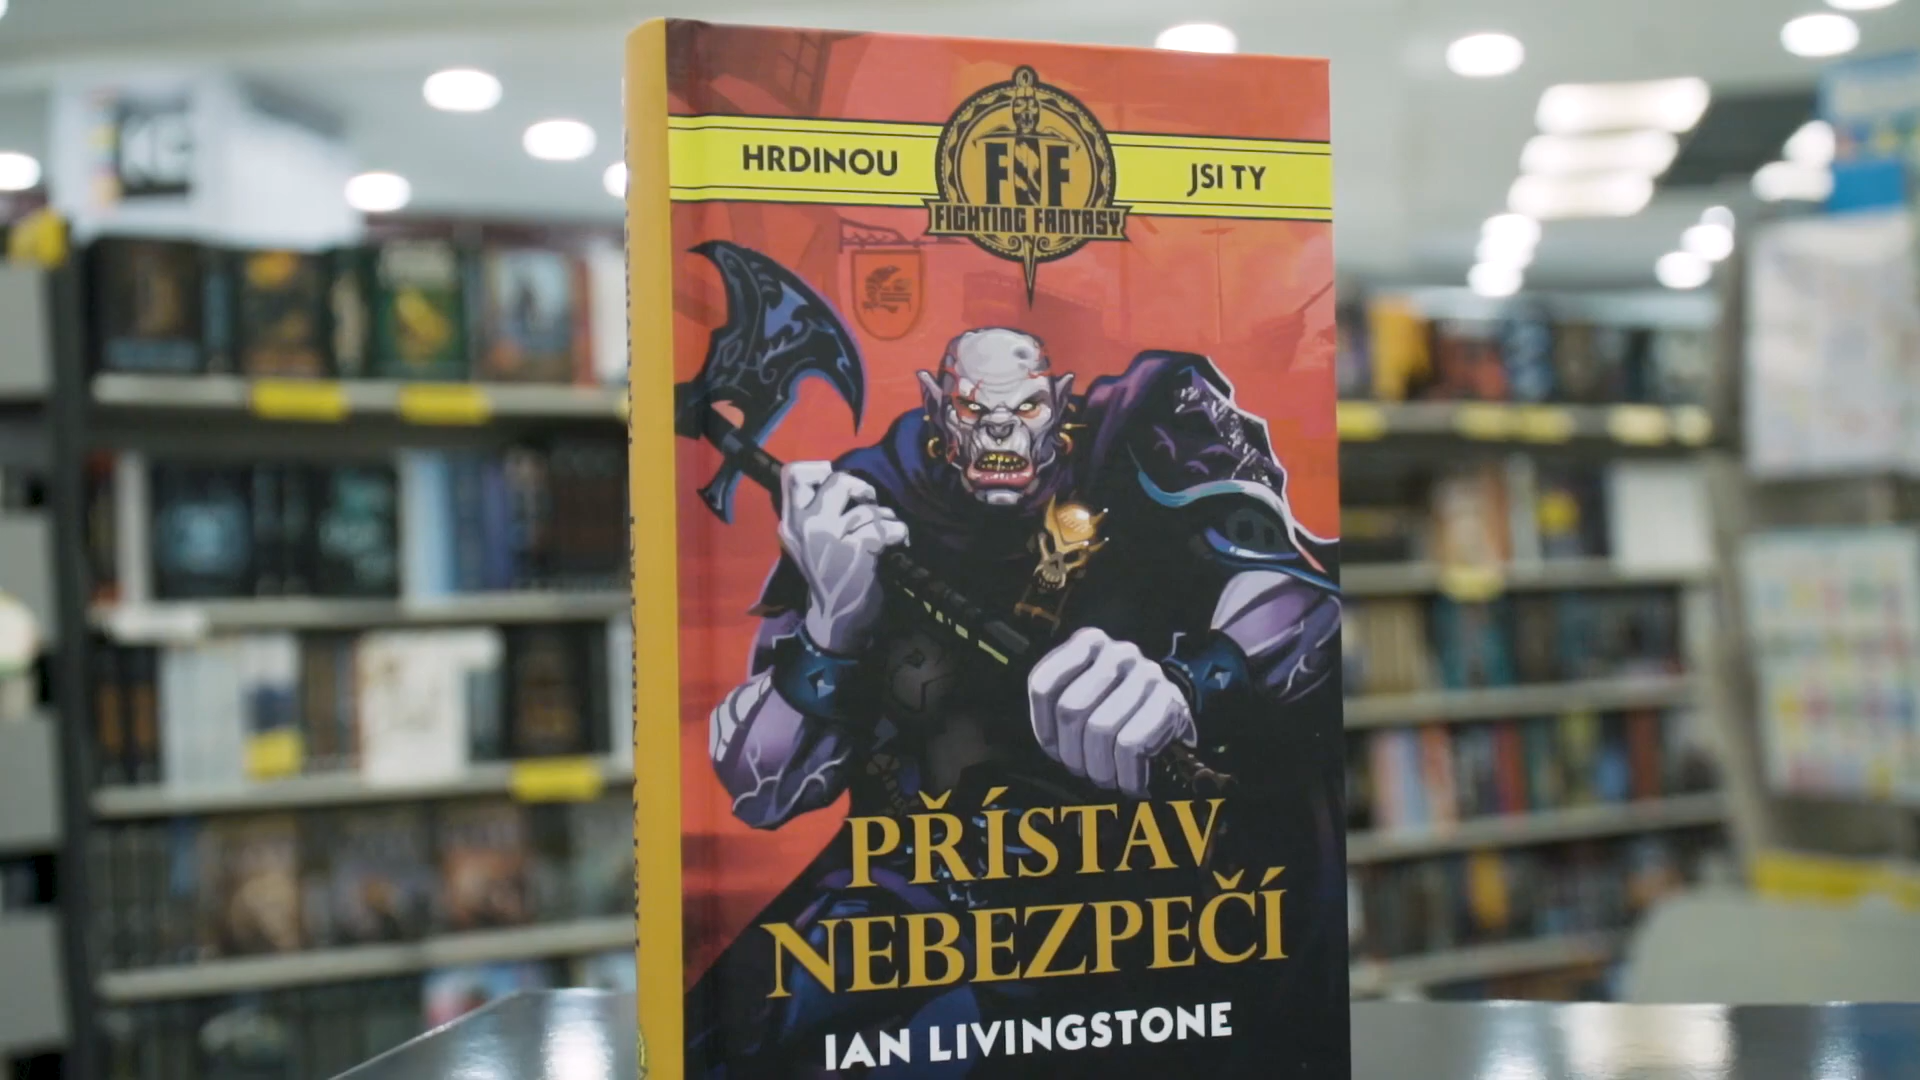 HRDINOU JSI TY
FF
FIGHTING FANTASY
PŘÍSTAV
NEBEZPEČÍ
IAN LIVINGSTONE